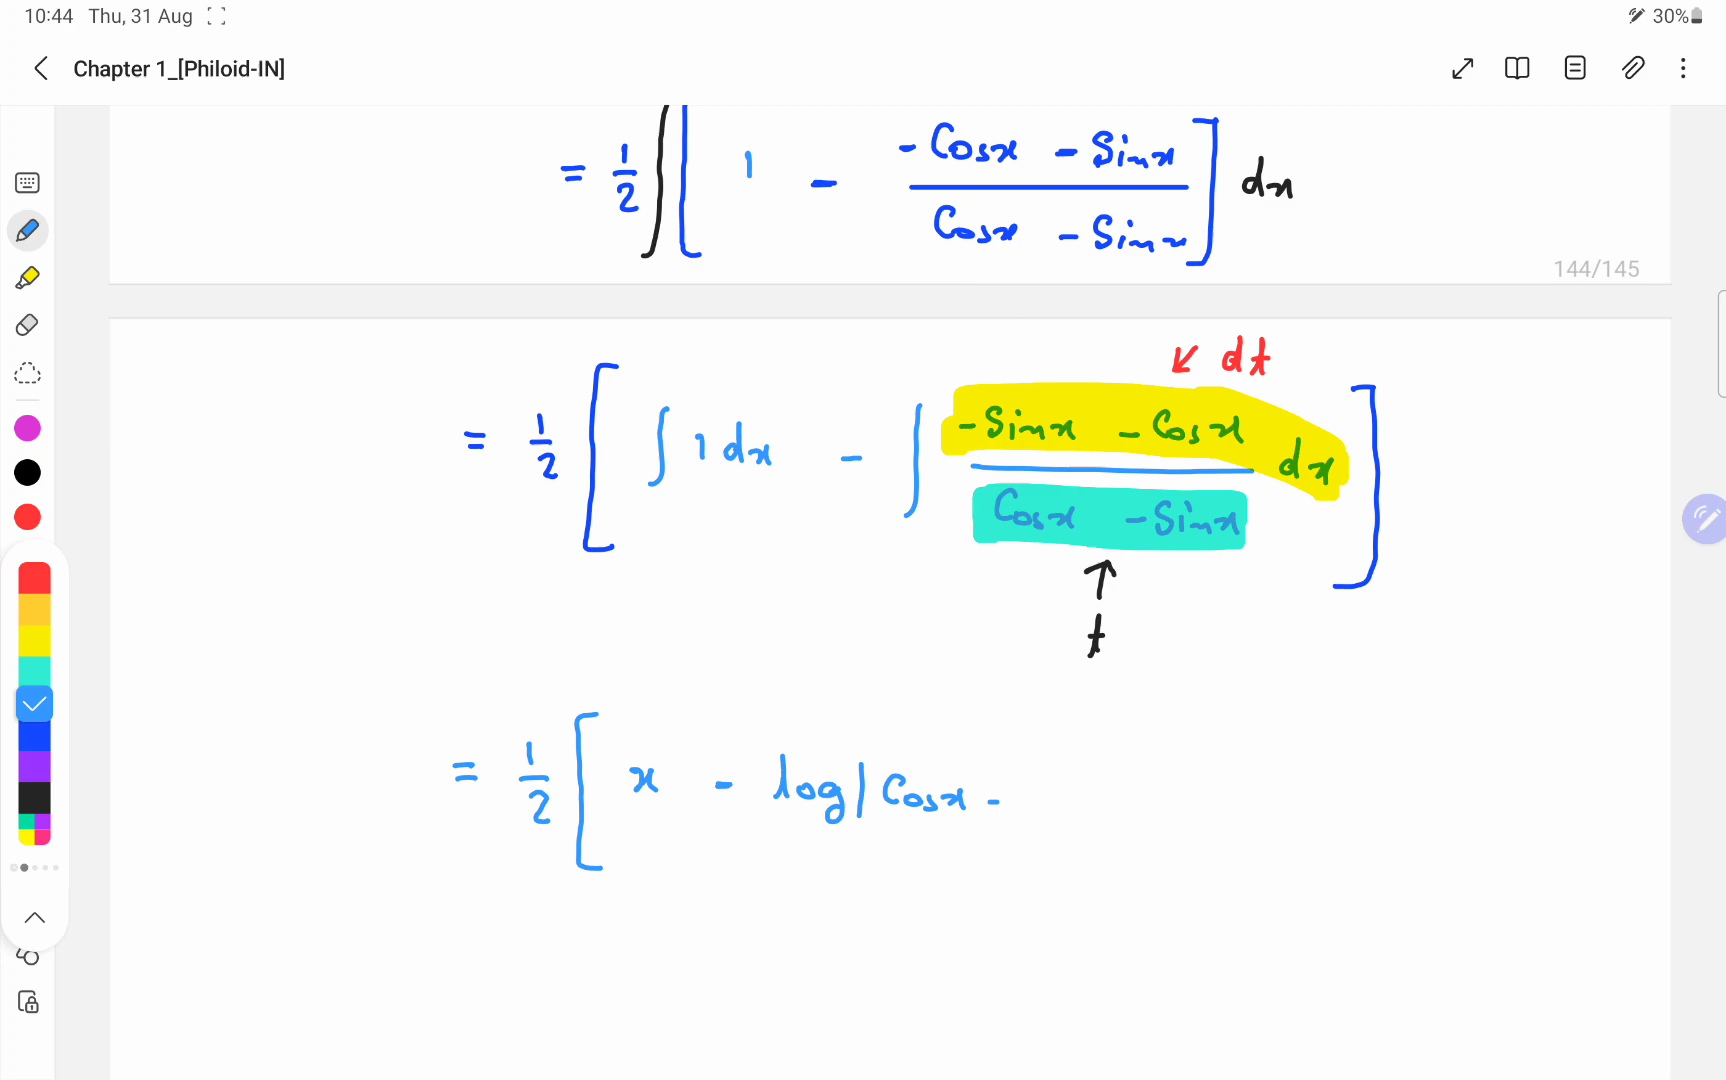 10:44 Thu, 31 Aug 30%
Chapter 1_[Philoid-IN]
= 1/2 ∫ [ 1 - (-Cosx - Sinx)/(Cosx - Sinx) ] dx
144/145
dt
= 1/2 [ ∫ 1 dx - ∫ (-Sinx - Cosx)/(Cosx - Sinx) dx ]
t
= 1/2 [ x - log|Cosx -